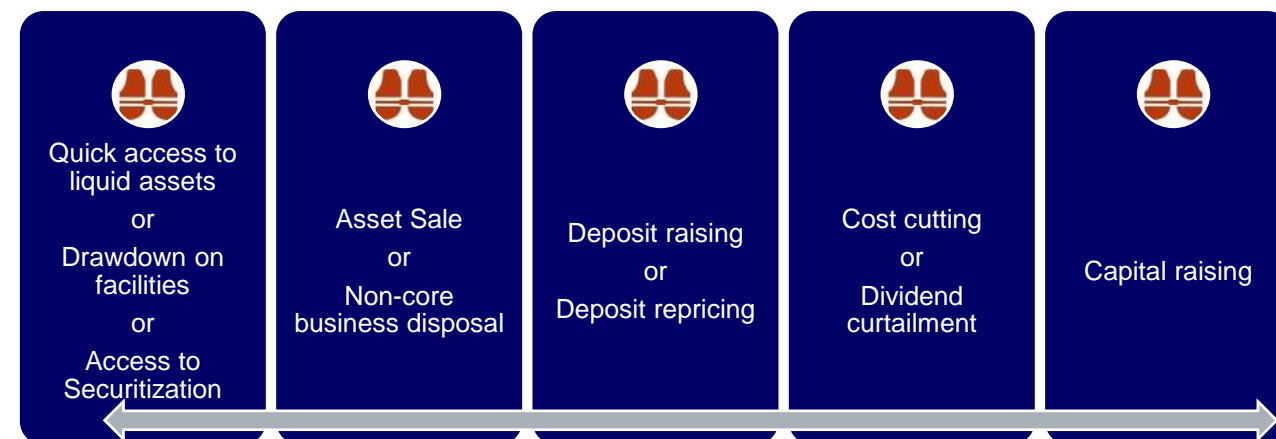 Quick access to
liquid assets
or
Drawdown on
facilities
or
Access to
Securitization
Asset Sale
or
Non-core
business disposal
Deposit raising
or
Deposit repricing
Cost cutting
or
Dividend
curtailment
Capital raising